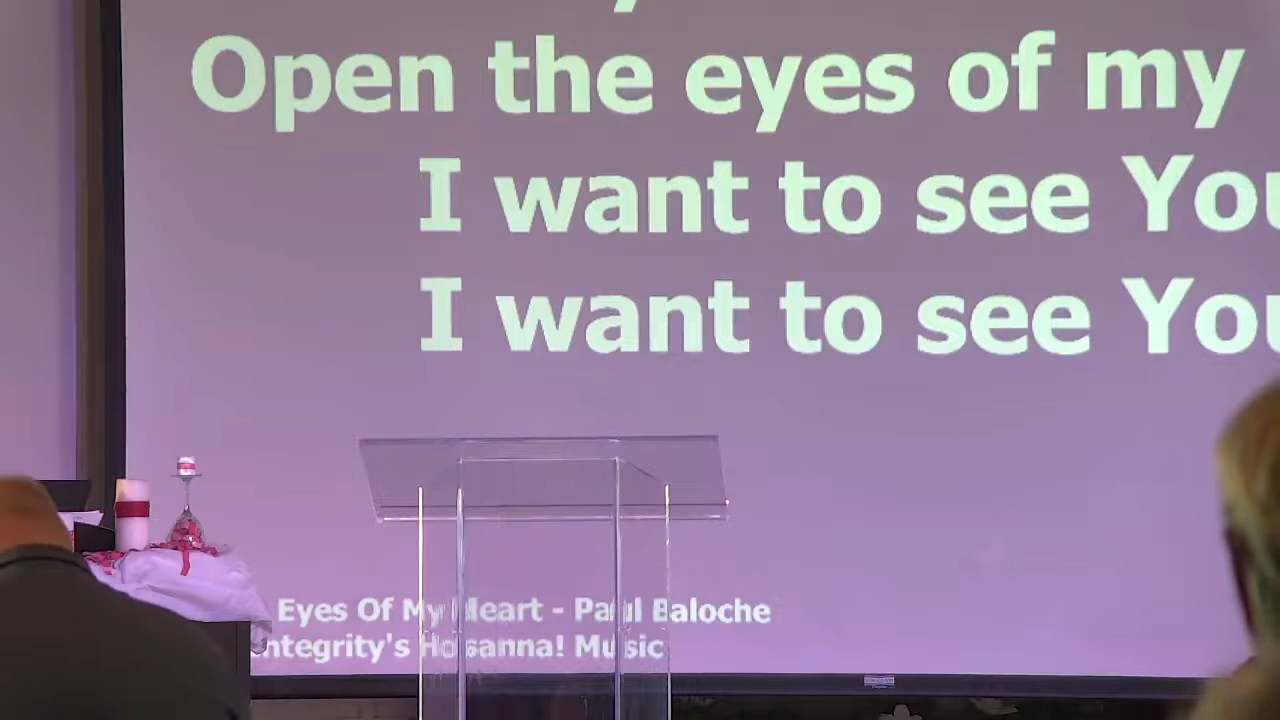 Open the eyes of my
I want to see You
I want to see You
Eyes Of My Heart - Paul Baloche
Integrity's Hosanna! Music